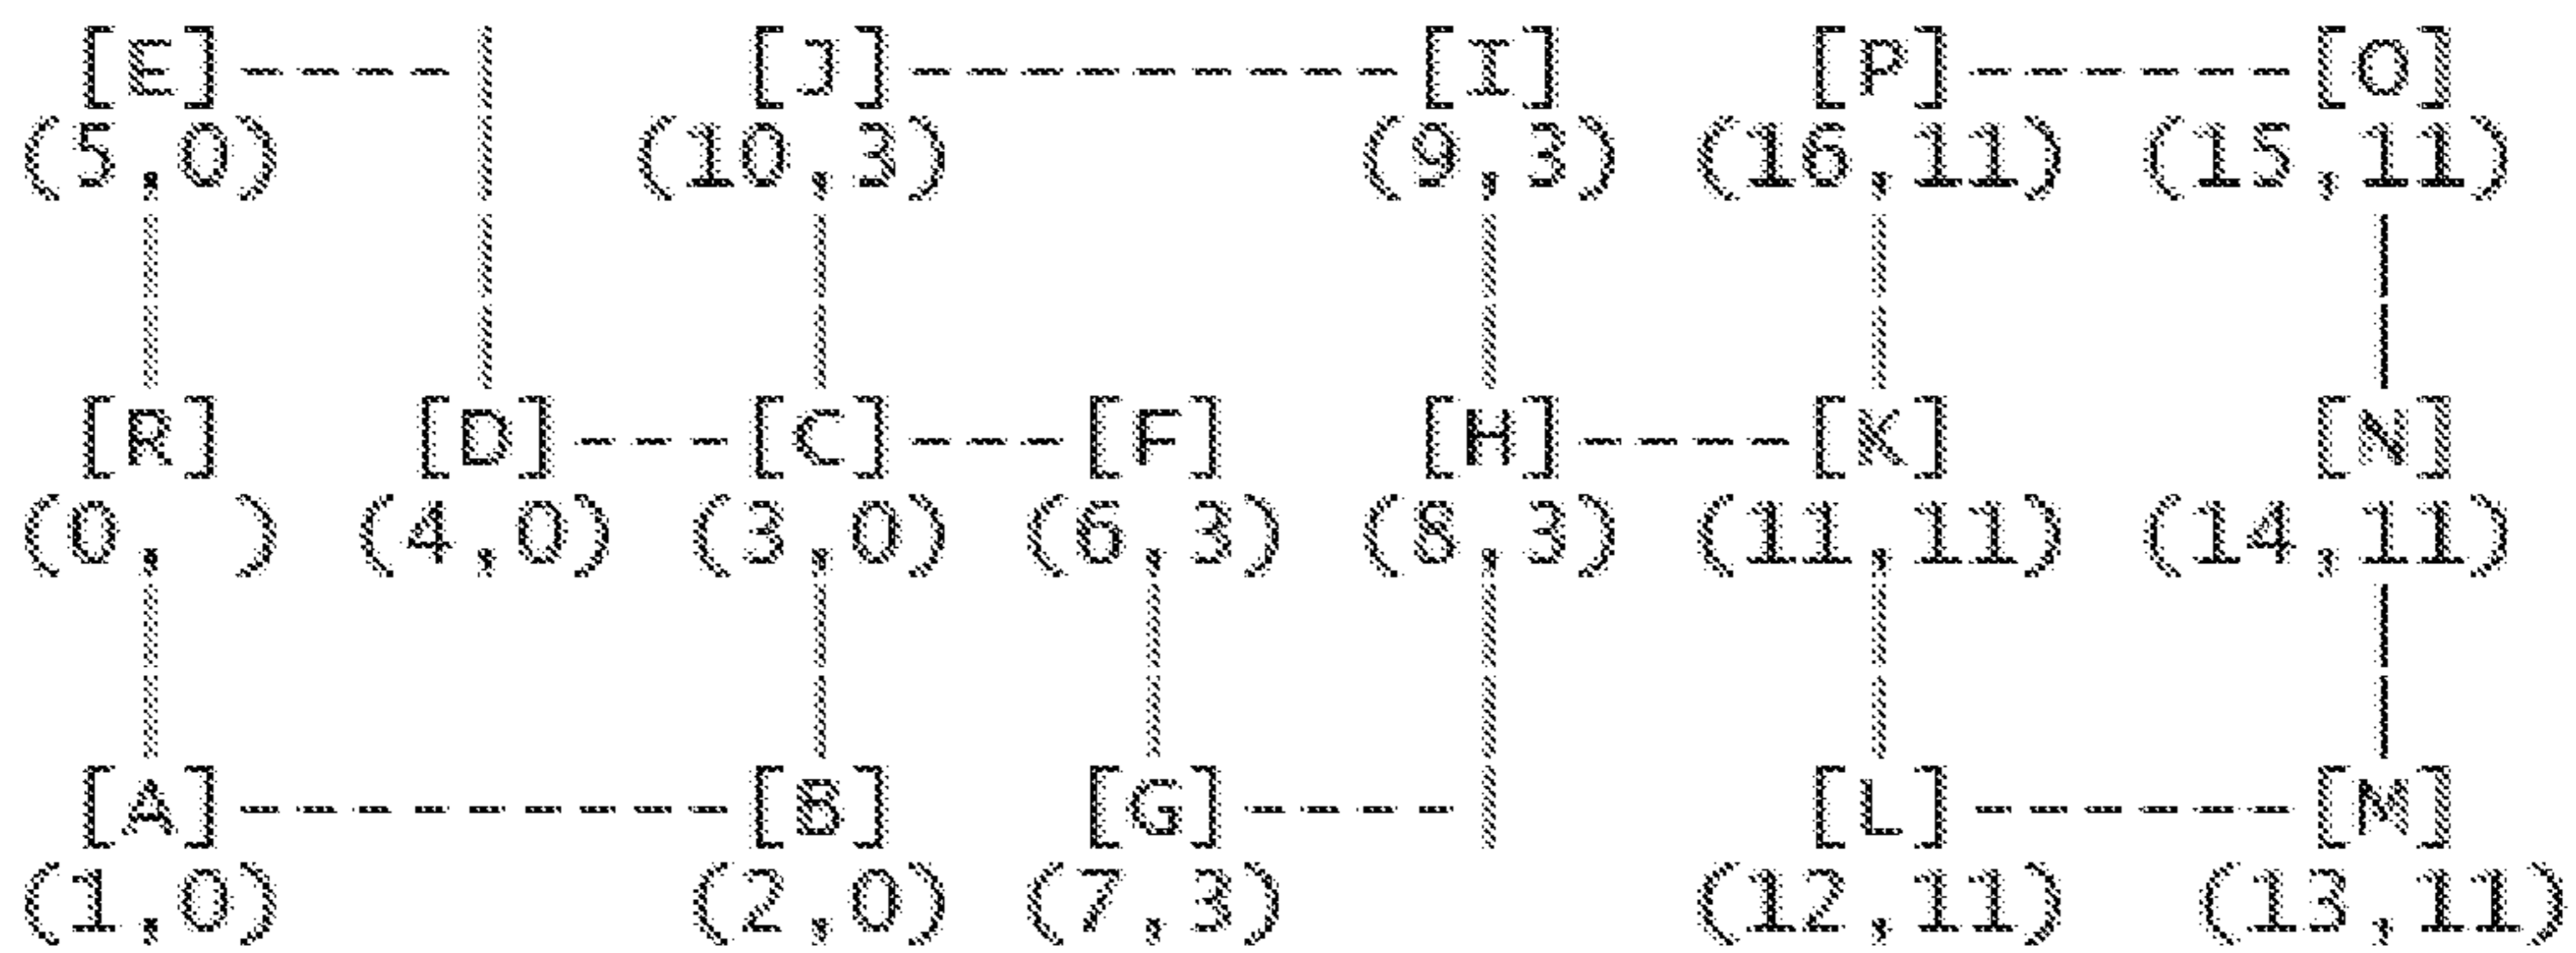 [E]---- | [J]---------[I] [P]------[O]
(5,0) | (10,3) (9,3) (16,11) (15,11)
[R] [D]---[C]---[F] [H]----[K] [N]
(0, ) (4,0) (3,0) (6,3) (8,3) (11,11) (14,11)
[A]---------[B] [G]---- | [L]------[M]
(1,0) (2,0) (7,3) (12,11) (13,11)